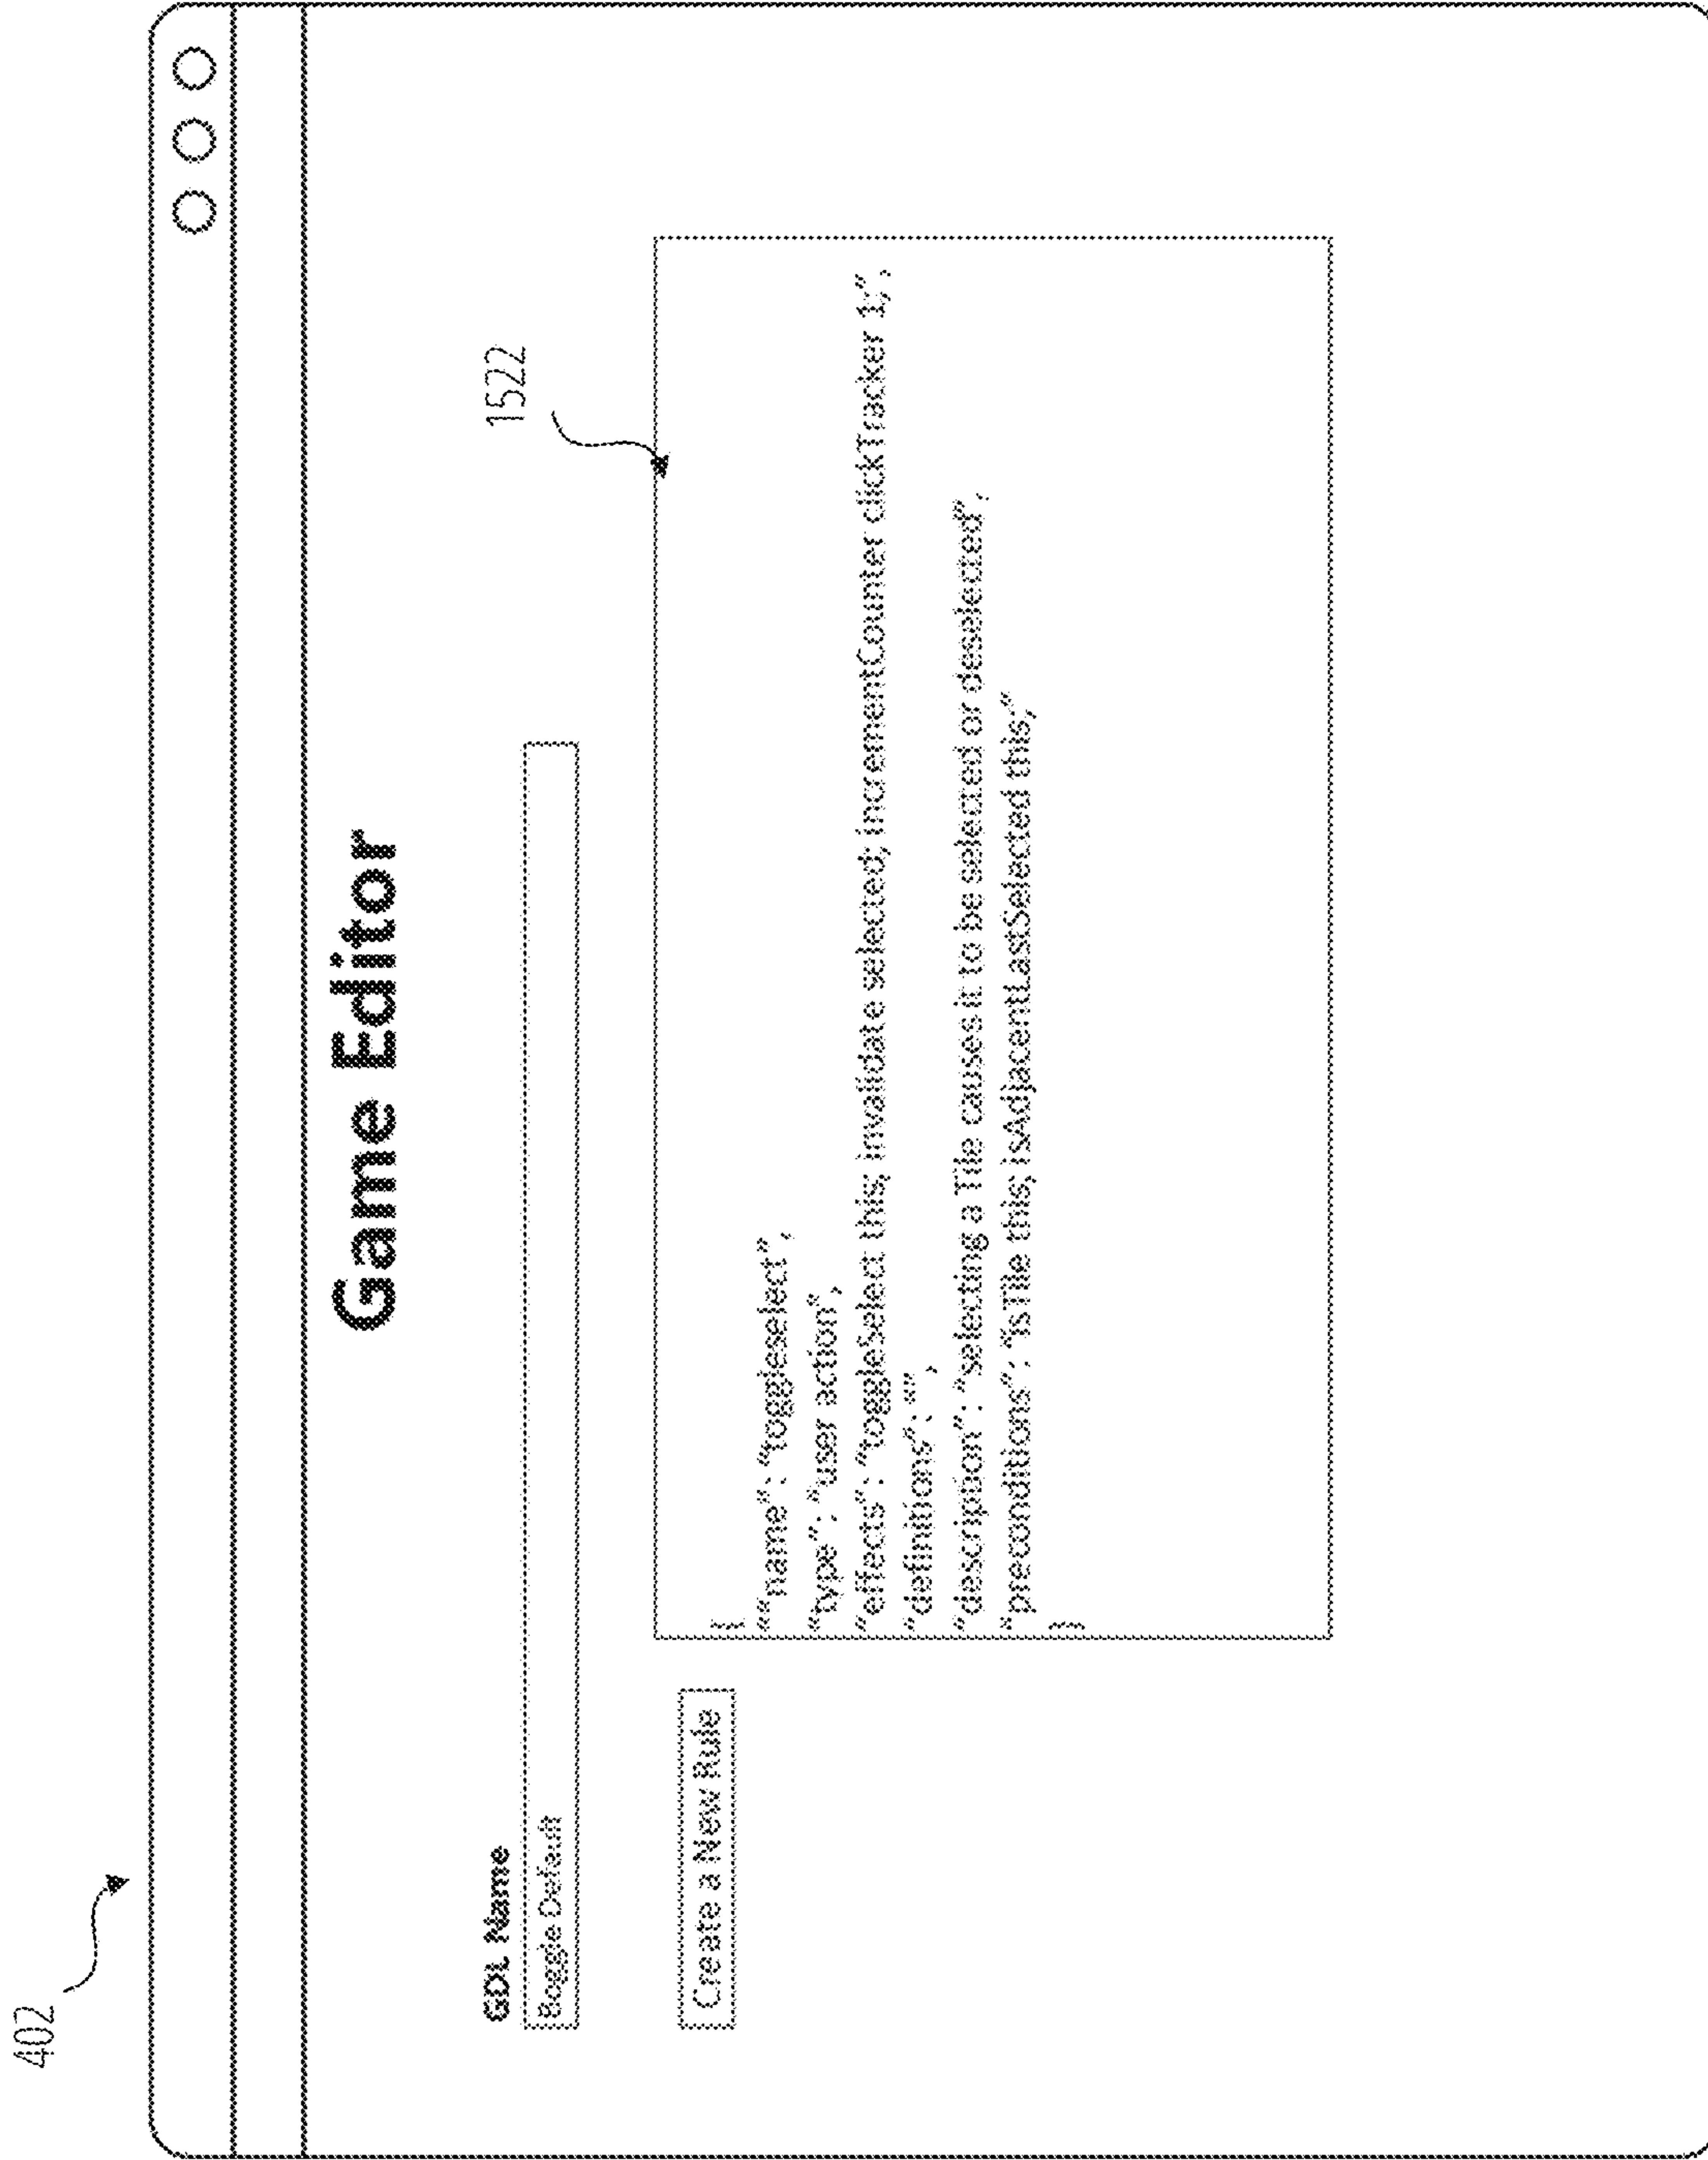 402
Game Editor
GDL Name
Boggle Default
1522
Create a New Rule
{
““name” : “toggleselect”,
“type” : “user action”,
“effects” : “toggleSelect this; invalidate selected; incrementCounter clickTracker 1;” ,
“definitions” : “” ,
“description” : “selecting a Tile causes it to be selected or deselected”,
“preconditions” : “isTile this; isAdjacentLastSelected this;”
}